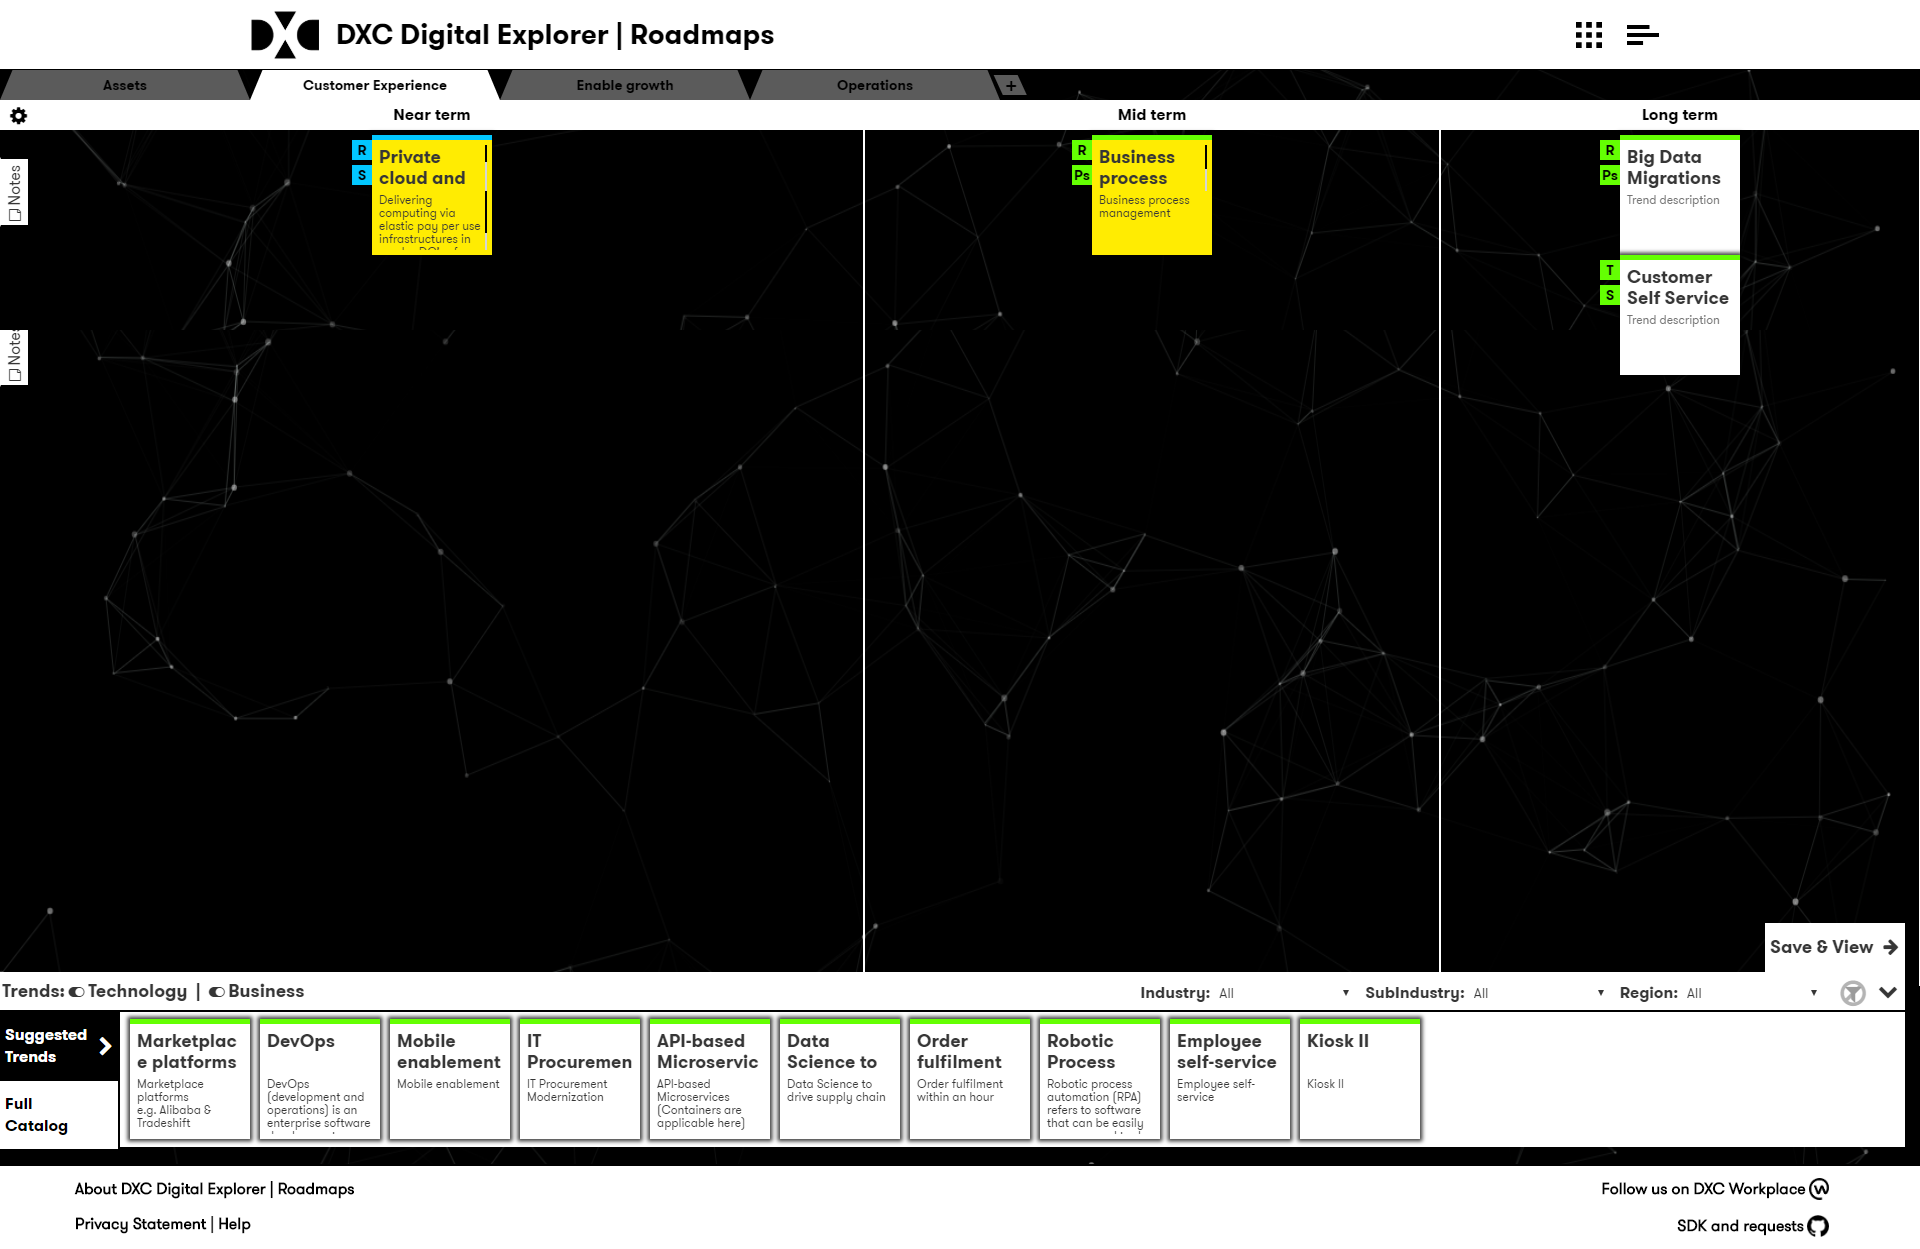 DXC Digital Explorer | Roadmaps
Assets
Customer Experience
Enable growth
Operations
+
Near term
Mid term
Long term
Notes
R
S
Private
cloud and
Delivering
computing via
elastic pay per use
infrastructures in
R
Ps
Business
process
Business process
management
R
Ps
Big Data
Migrations
Trend description
T
S
Customer
Self Service
Trend description
Notes
Save & View
Trends: Technology | Business
Industry: All
SubIndustry: All
Region: All
Suggested
Trends
Full
Catalog
Marketplac
e platforms
Marketplace
platforms
e.g. Alibaba &
Tradeshift
DevOps
DevOps
(development and
operations) is an
enterprise software
Mobile
enablement
Mobile enablement
IT
Procuremen
IT Procurement
Modernization
API-based
Microservic
API-based
Microservices
(Containers are
applicable here)
Data
Science to
Data Science to
drive supply chain
Order
fulfilment
Order fulfilment
within an hour
Robotic
Process
Robotic process
automation (RPA)
refers to software
that can be easily
Employee
self-service
Employee self-
service
Kiosk II
Kiosk II
About DXC Digital Explorer | Roadmaps
Privacy Statement | Help
Follow us on DXC Workplace
SDK and requests